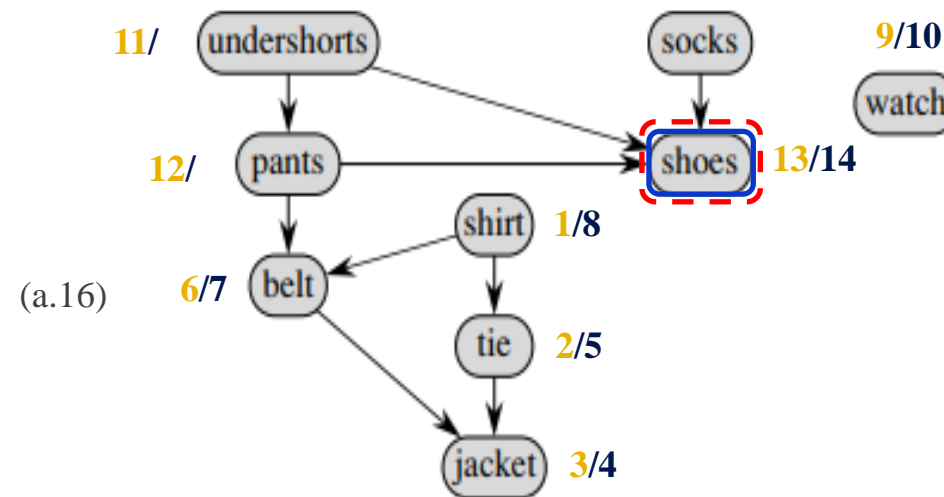 11/ undershorts socks 9/10
watch
12/ pants shoes 13/14
shirt 1/8
(a.16) 6/7 belt
tie 2/5
jacket 3/4